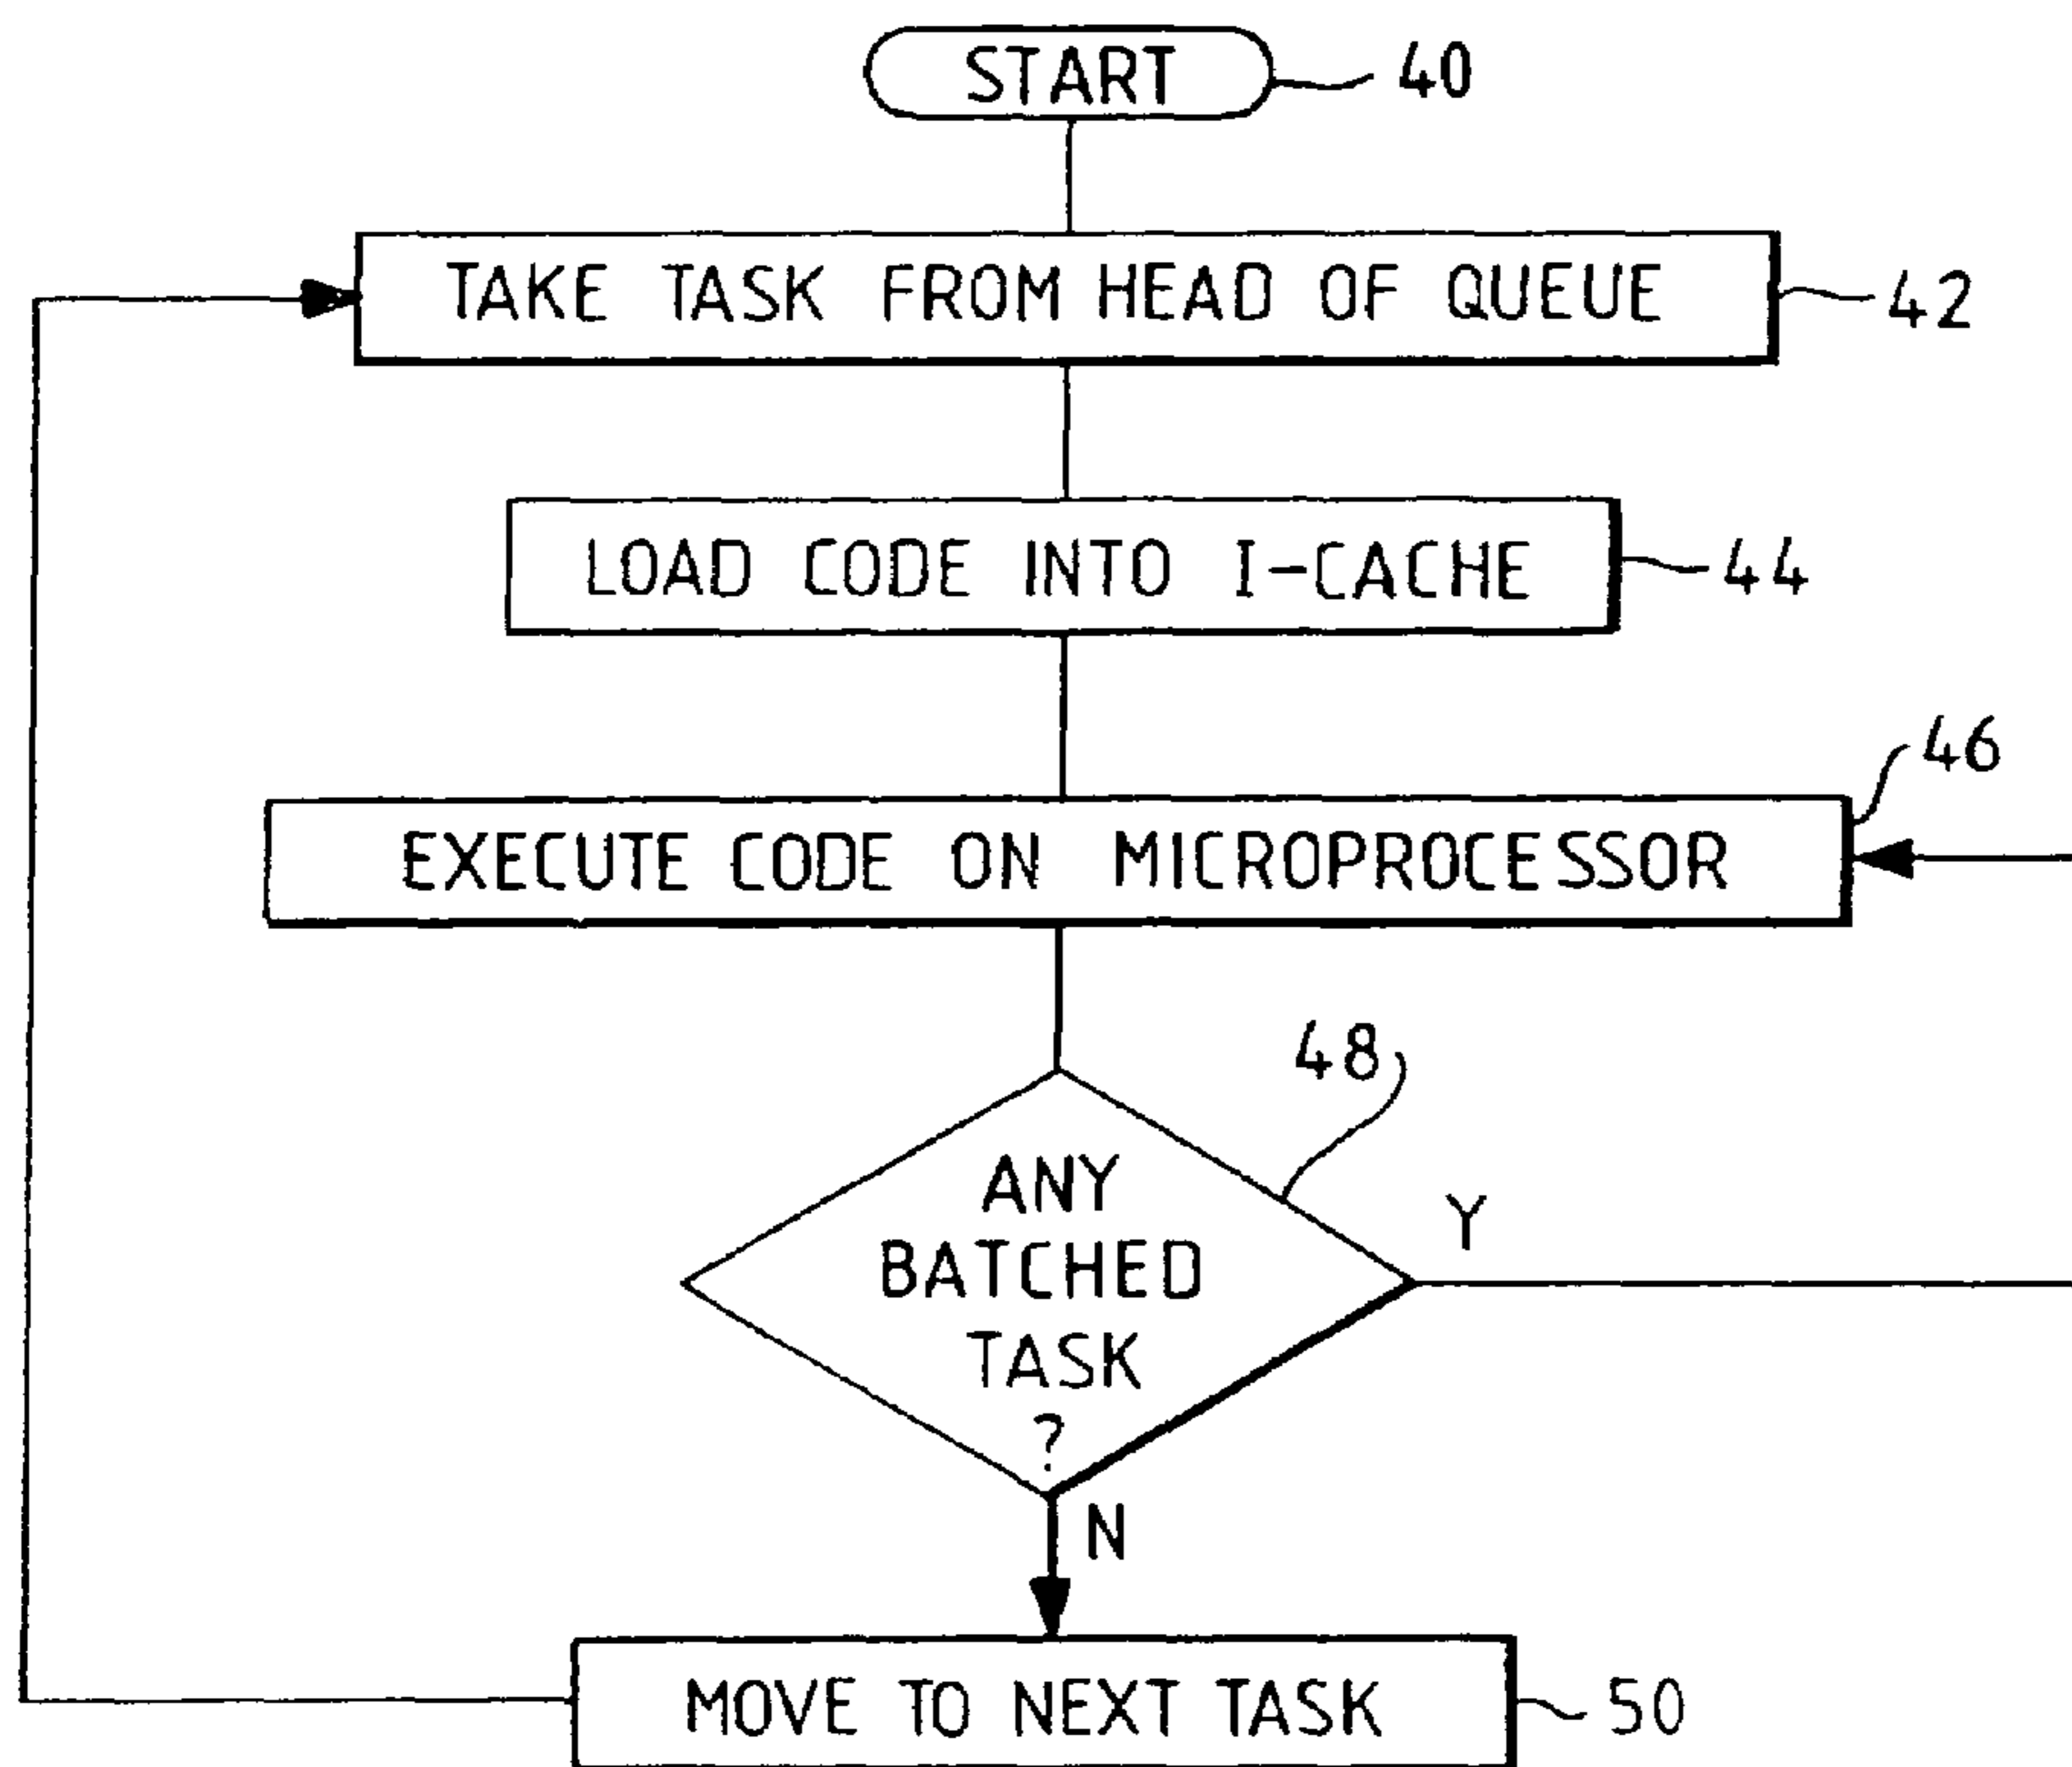 START
40
TAKE TASK FROM HEAD OF QUEUE
42
LOAD CODE INTO I-CACHE
44
46
EXECUTE CODE ON MICROPROCESSOR
48
ANY
BATCHED
TASK
?
Y
N
MOVE TO NEXT TASK
50